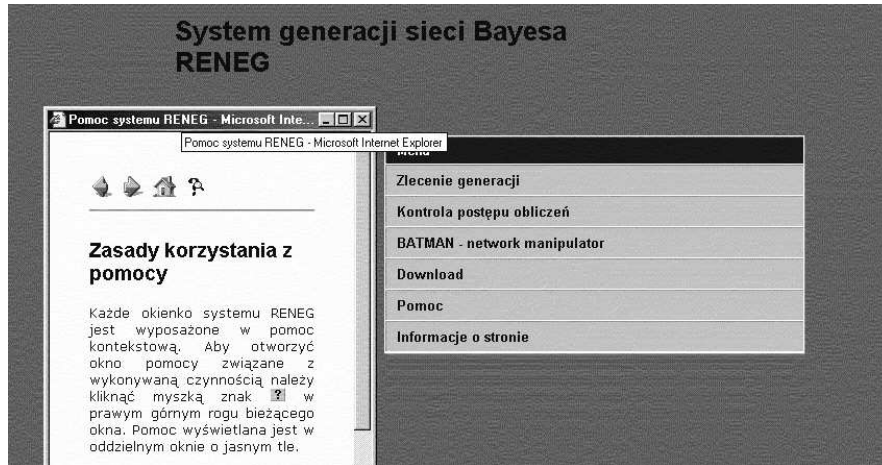 System generacji sieci Bayesa
RENEG
Pomoc systemu RENEG - Microsoft Inte...
Pomoc systemu RENEG - Microsoft Internet Explorer
Zasady korzystania z
pomocy
Każde okienko systemu RENEG
jest wyposażone w pomoc
kontekstową. Aby otworzyć
okno pomocy związane z
wykonywaną czynnością należy
kliknąć myszką znak ? w
prawym górnym rogu bieżącego
okna. Pomoc wyświetlana jest w
oddzielnym oknie o jasnym tle.
Menu
Zlecenie generacji
Kontrola postępu obliczeń
BATMAN - network manipulator
Download
Pomoc
Informacje o stronie